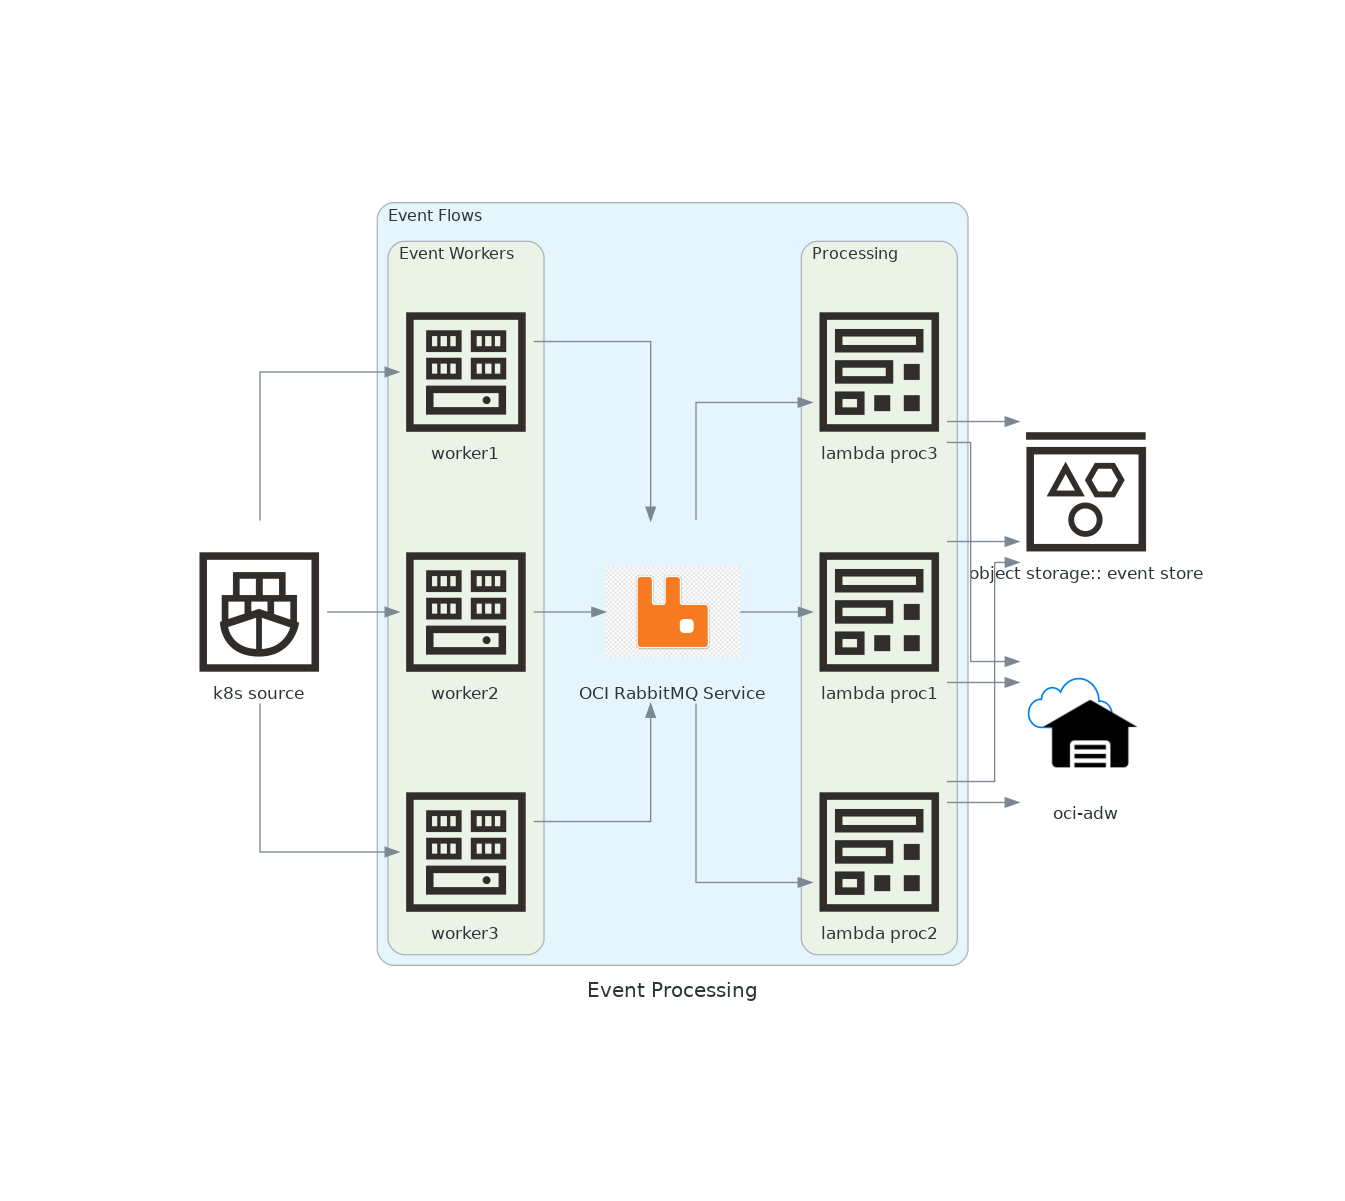 Event Flows
Event Workers
Processing
worker1
lambda proc3
object storage:: event store
k8s source
worker2
OCI RabbitMQ Service
lambda proc1
oci-adw
worker3
lambda proc2
Event Processing